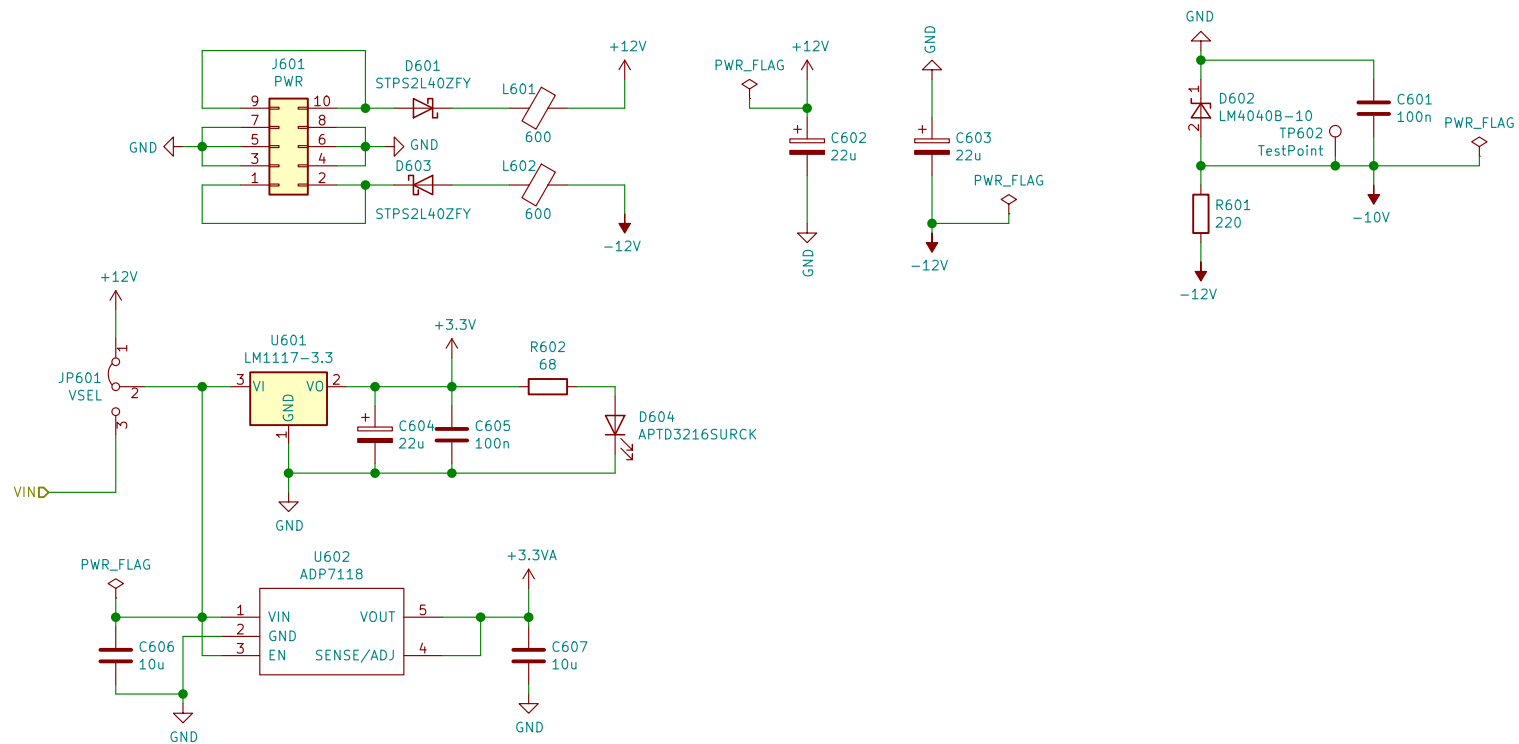 J601
PWR
9
10
7
8
5
6
3
4
1
2
GND
GND
D601
STPS2L40ZFY
L601
600
+12V
D603
STPS2L40ZFY
L602
600
-12V
PWR_FLAG
+12V
+
C602
22u
GND
GND
+
C603
22u
PWR_FLAG
-12V
GND
1
D602
LM4040B-10
2
TP602
TestPoint
C601
100n
PWR_FLAG
-10V
R601
220
-12V
+12V
1
JP601
VSEL
2
3
VIN
U601
LM1117-3.3
3
VI
VO
2
GND
1
+3.3V
+
C604
22u
C605
100n
R602
68
D604
APTD3216SURCK
GND
PWR_FLAG
C606
10u
GND
U602
ADP7118
1
VIN
2
GND
3
EN
VOUT
5
SENSE/ADJ
4
+3.3VA
C607
10u
GND